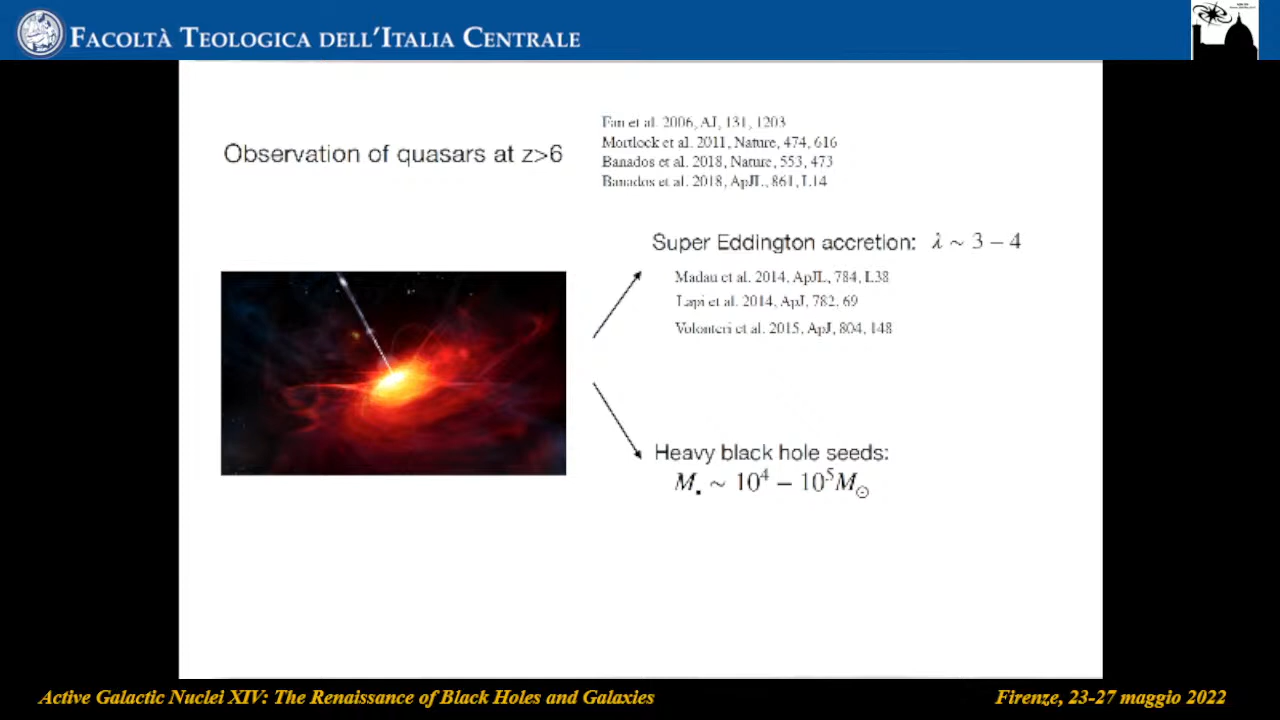 FACOLTÀ TEOLOGICA DELL'ITALIA CENTRALE
Observation of quasars at z>6
Fan et al. 2006, AJ, 131, 1203
Mortlock et al. 2011, Nature, 474, 616
Banados et al. 2018, Nature, 553, 473
Banados et al. 2018, ApJL, 861, L14
Super Eddington accretion: λ ~ 3 − 4
Madau et al. 2014, ApJL, 784, L38
Lapi et al. 2014, ApJ, 782, 69
Volonteri et al. 2015, ApJ, 804, 148
Heavy black hole seeds:
M• ~ 10⁴ − 10⁵M⊙
Active Galactic Nuclei XIV: The Renaissance of Black Holes and Galaxies
Firenze, 23-27 maggio 2022